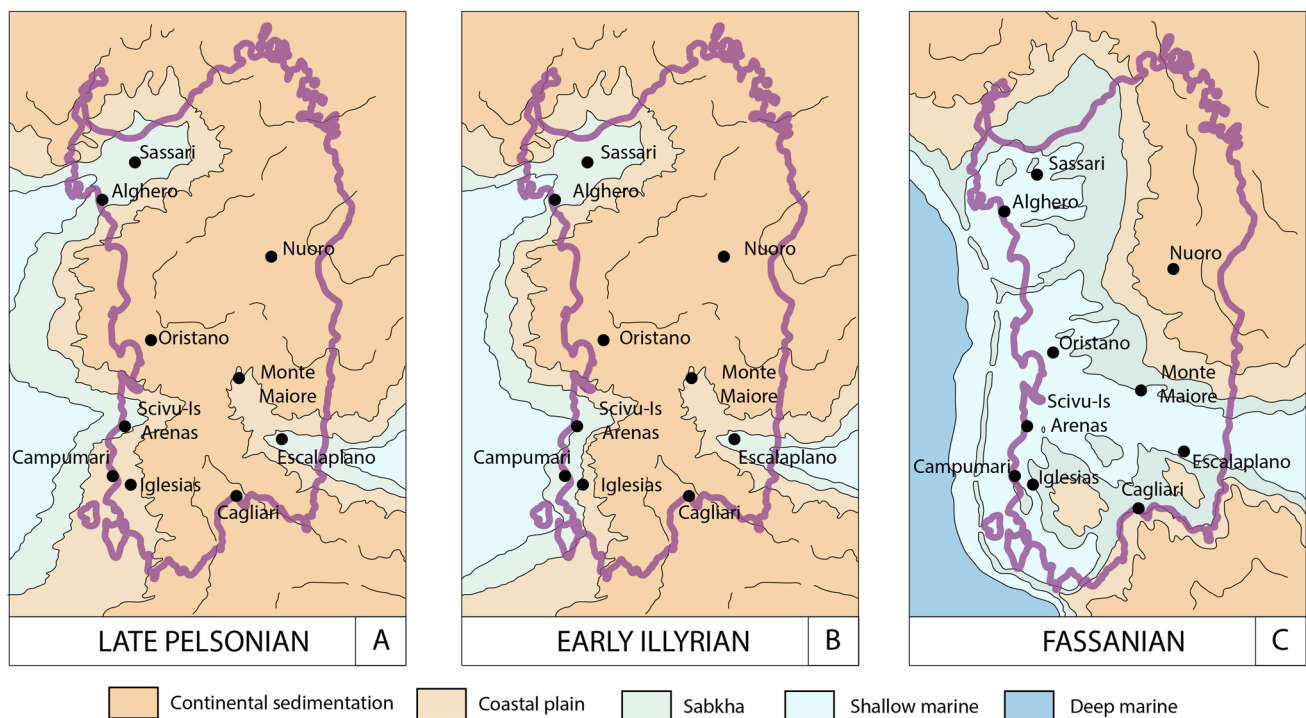 Sassari
Alghero
Nuoro
Oristano
Monte
Maiore
Scivu-Is
Arenas
Campumari
Iglesias
Escalaplano
Cagliari
LATE PELSONIAN
A
Sassari
Alghero
Nuoro
Oristano
Monte
Maiore
Scivu-Is
Arenas
Campumari
Iglesias
Escalaplano
Cagliari
EARLY ILLYRIAN
B
Sassari
Alghero
Nuoro
Oristano
Monte
Maiore
Scivu-Is
Arenas
Campumari
Iglesias
Escalaplano
Cagliari
FASSANIAN
C
Continental sedimentation
Coastal plain
Sabkha
Shallow marine
Deep marine